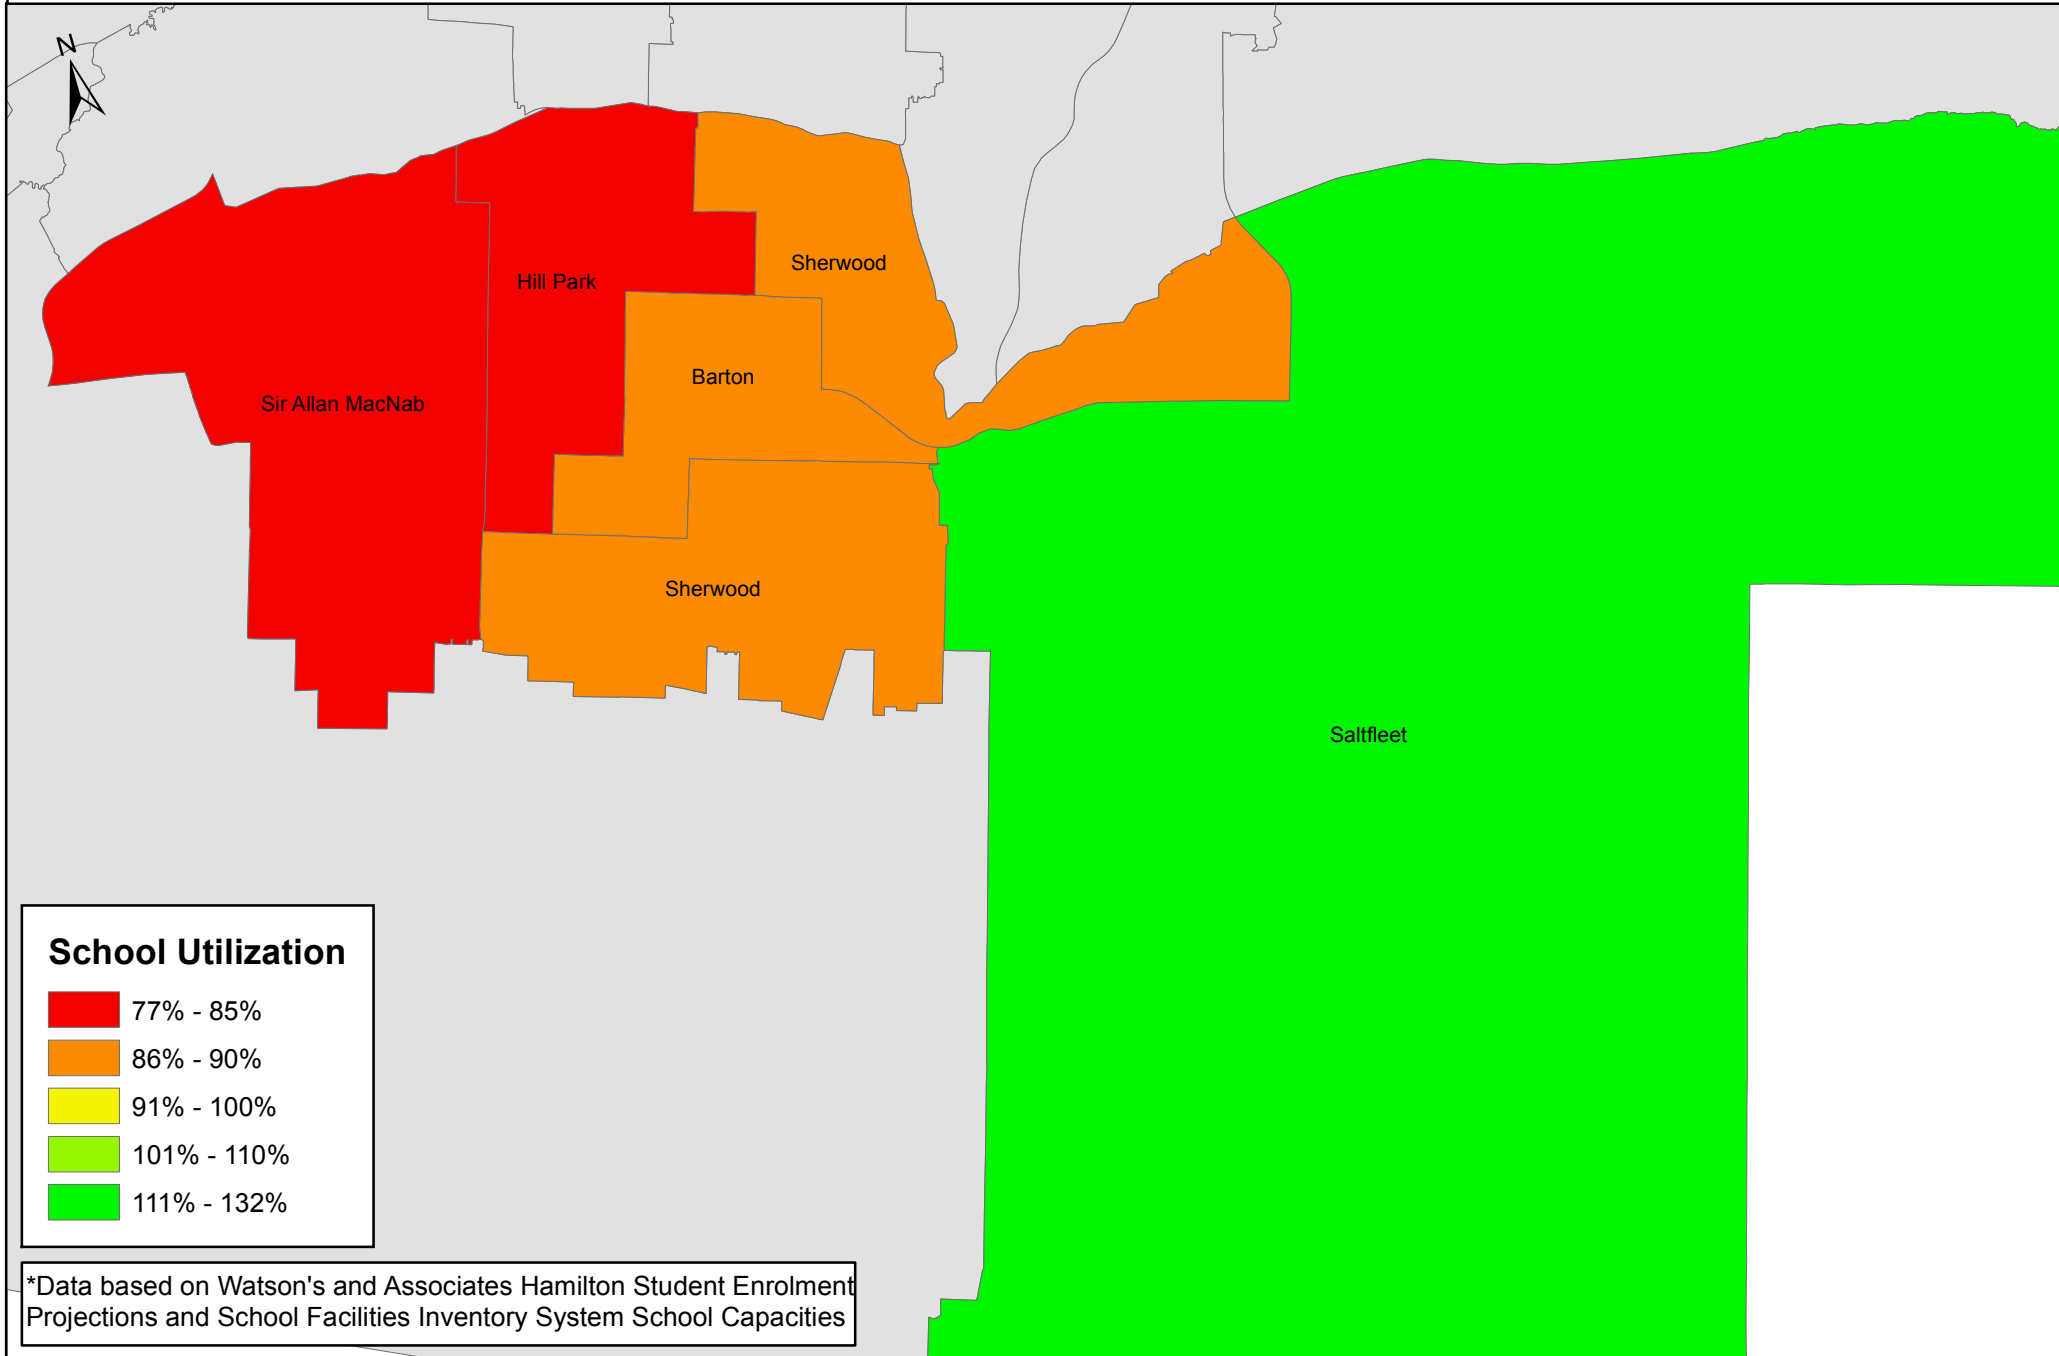 N
Sherwood
Hill Park
Barton
Sir Allan MacNab
Sherwood
Saltfleet
School Utilization
77% - 85%
86% - 90%
91% - 100%
101% - 110%
111% - 132%
*Data based on Watson's and Associates Hamilton Student Enrolment
Projections and School Facilities Inventory System School Capacities